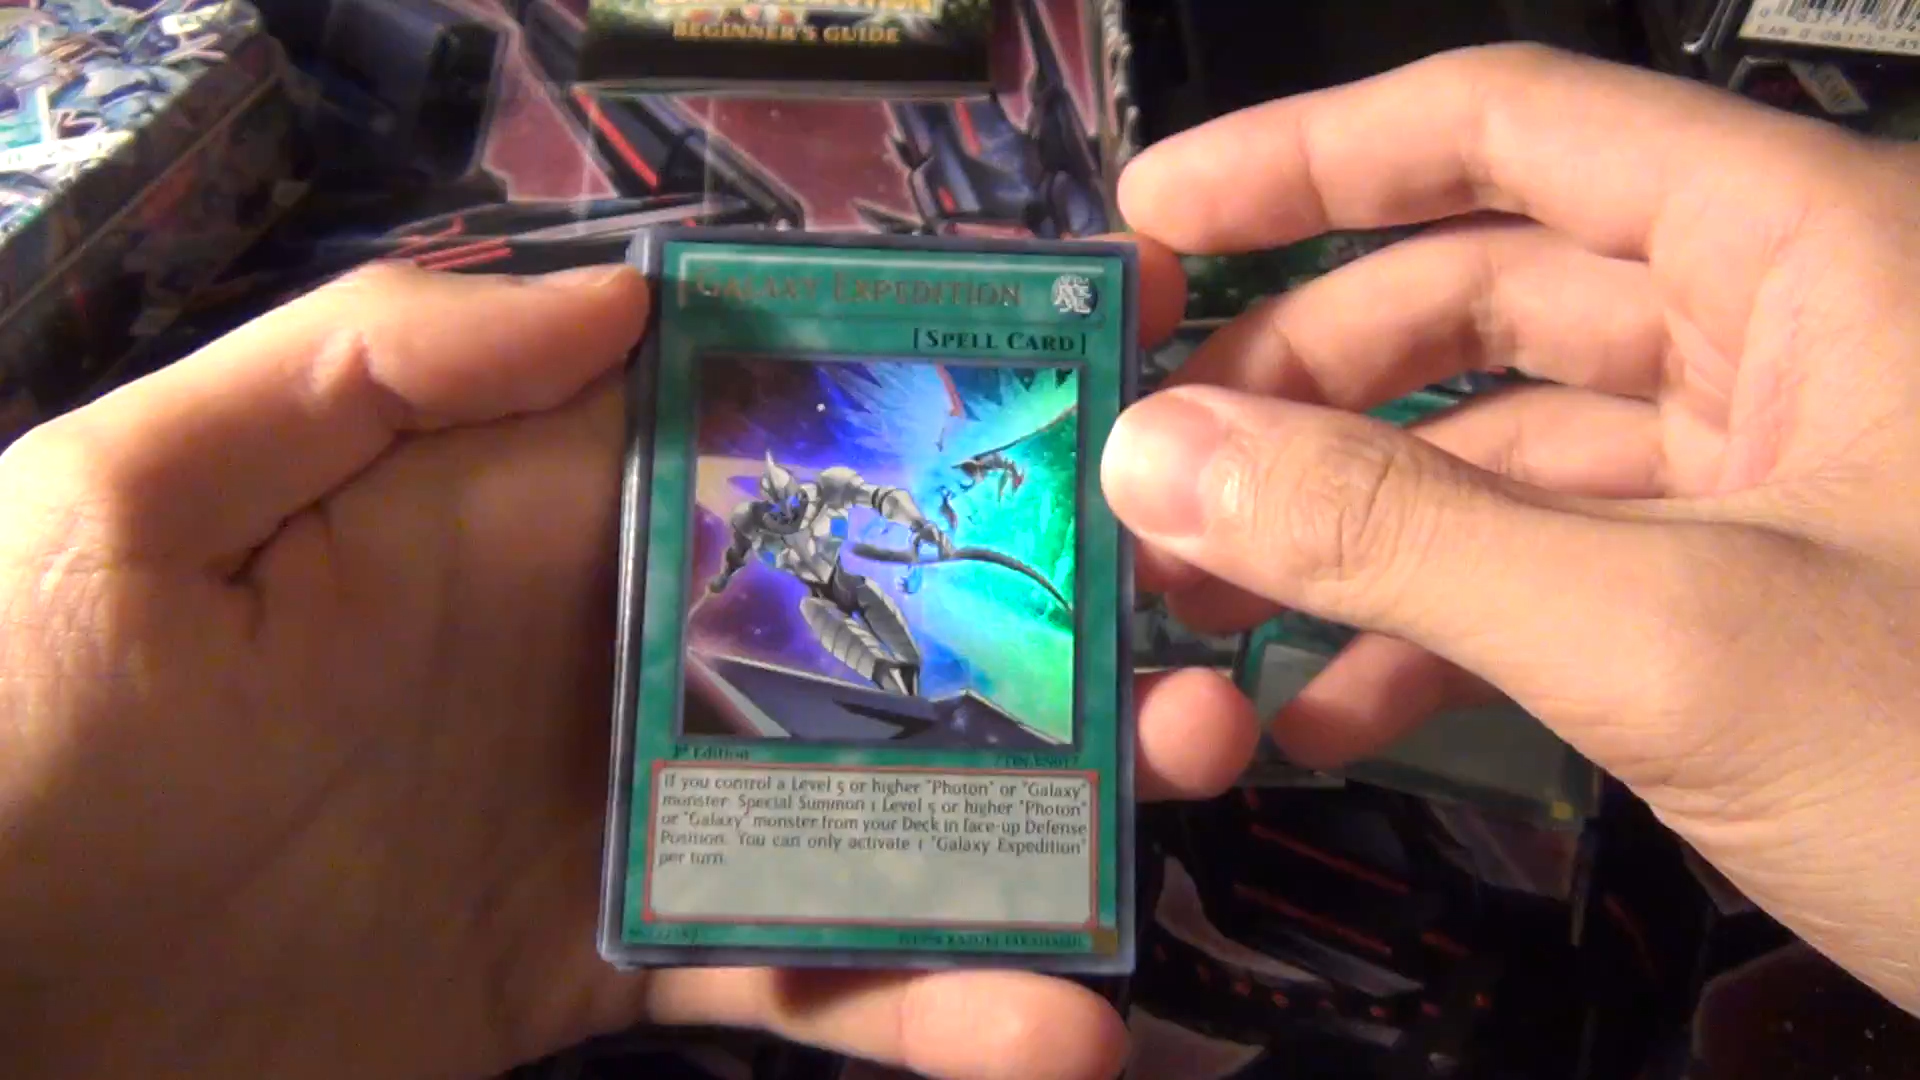 BEGINNER'S GUIDE
GALAXY EXPEDITION
[SPELL CARD]
1st Edition
If you control a Level 5 or higher "Photon" or "Galaxy"
monster: Special Summon 1 Level 5 or higher "Photon"
or "Galaxy" monster from your Deck in face-up Defense
Position. You can only activate 1 "Galaxy Expedition"
per turn.
KAZUKI TAKAHASHI